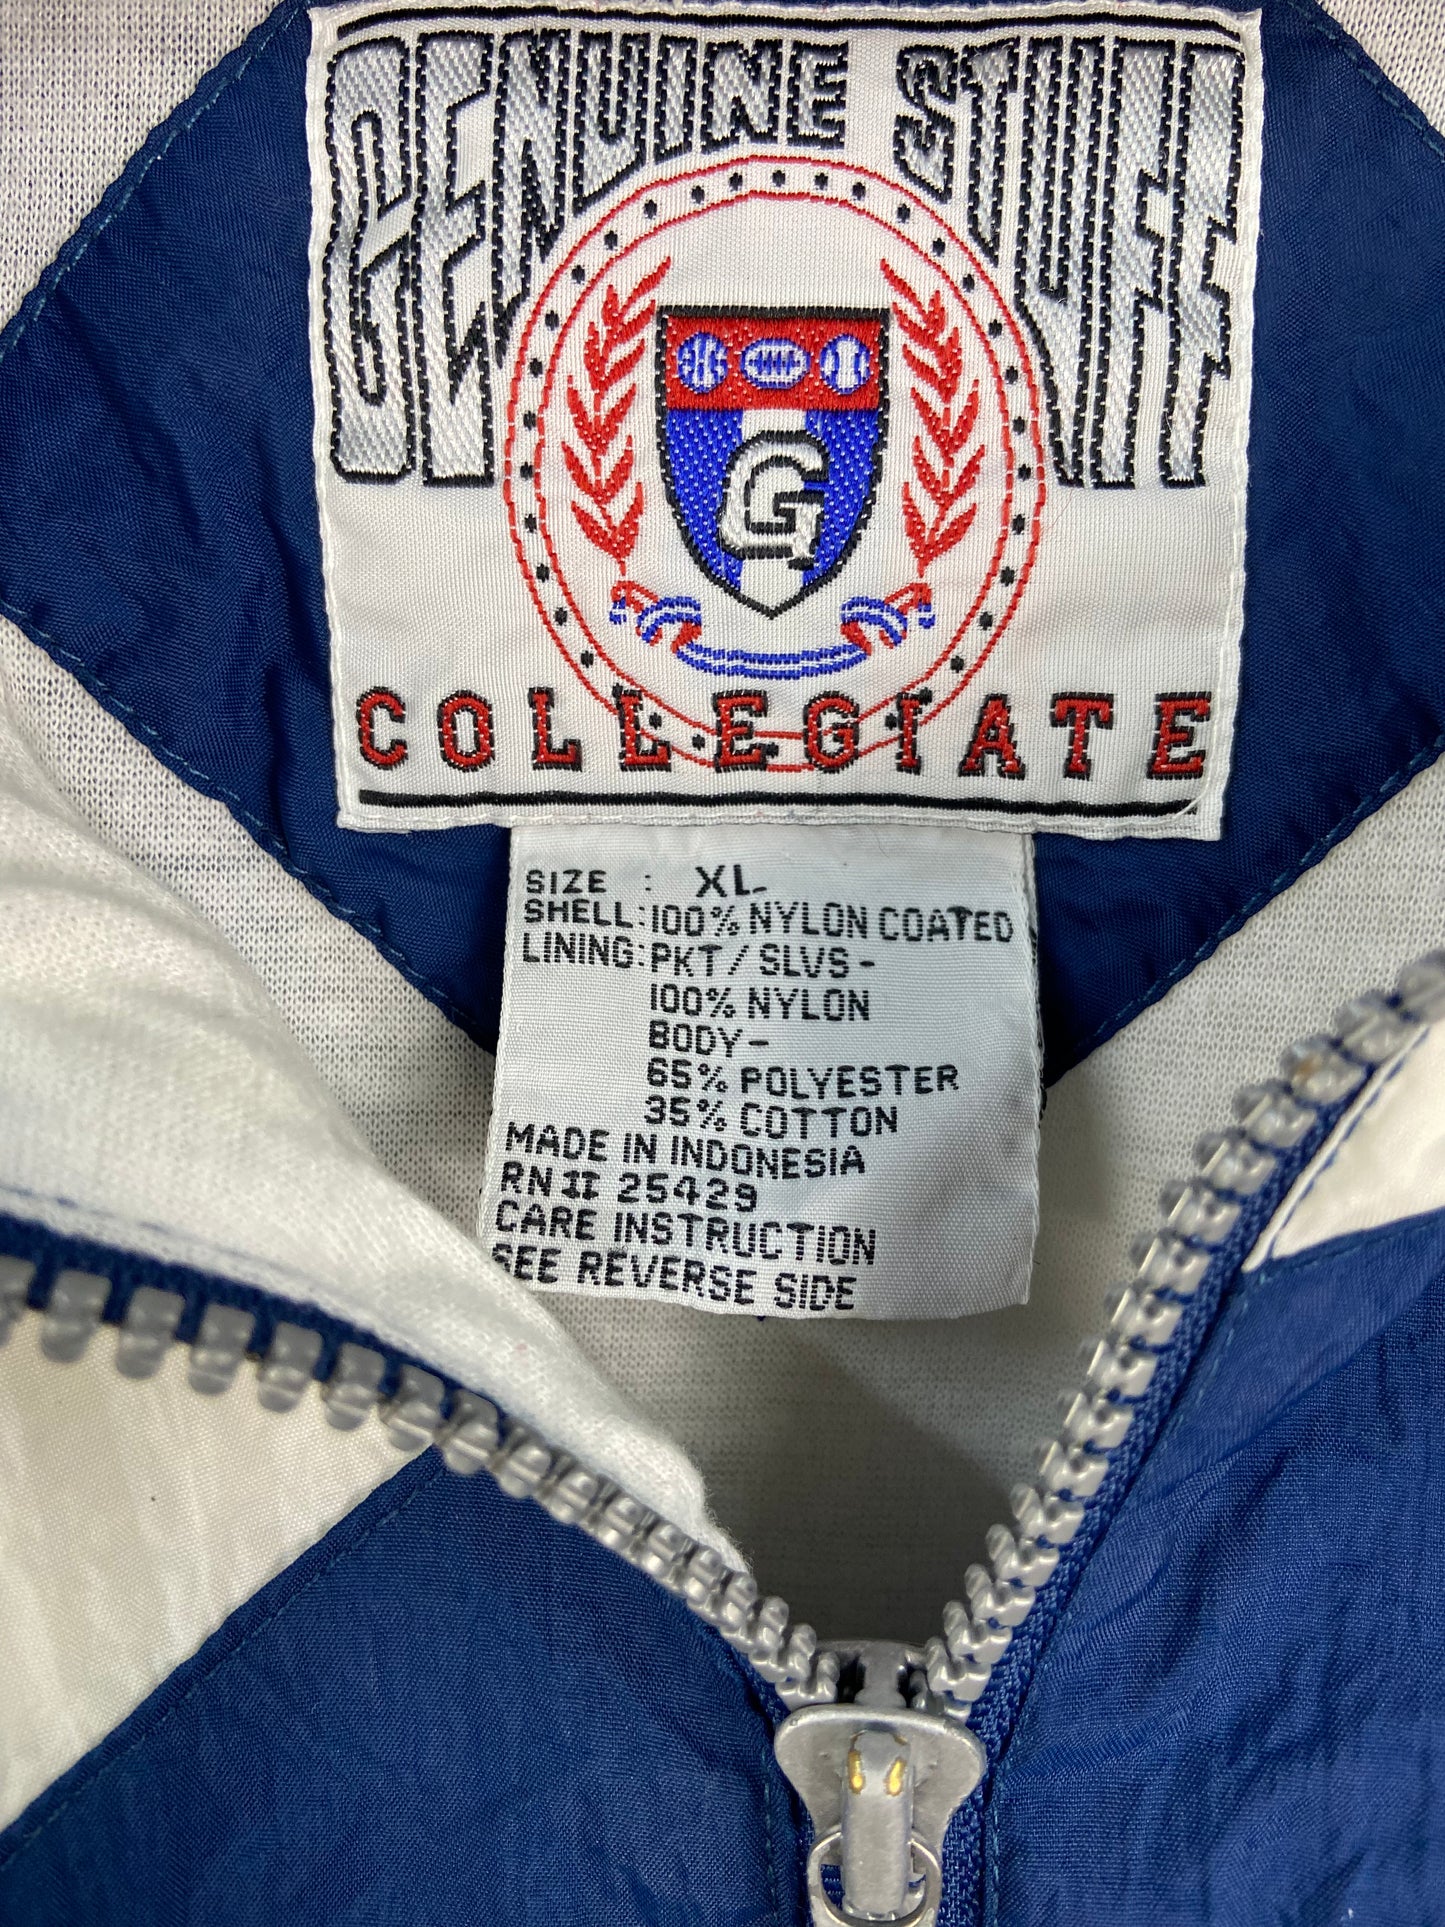 GENUINE STUFF
G
COLLEGIATE
SIZE : XL
SHELL: 100% NYLON COATED
LINING: PKT / SLVS -
100% NYLON
BODY -
65% POLYESTER
35% COTTON
MADE IN INDONESIA
RN # 25429
CARE INSTRUCTION
SEE REVERSE SIDE